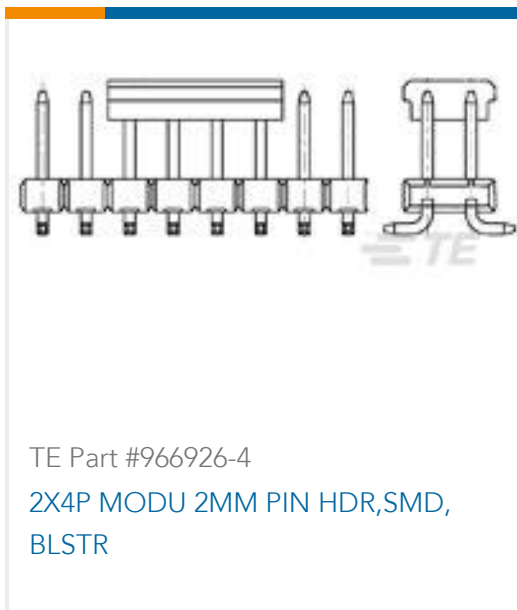 TE
TE Part #966926-4
2X4P MODU 2MM PIN HDR,SMD,
BLSTR